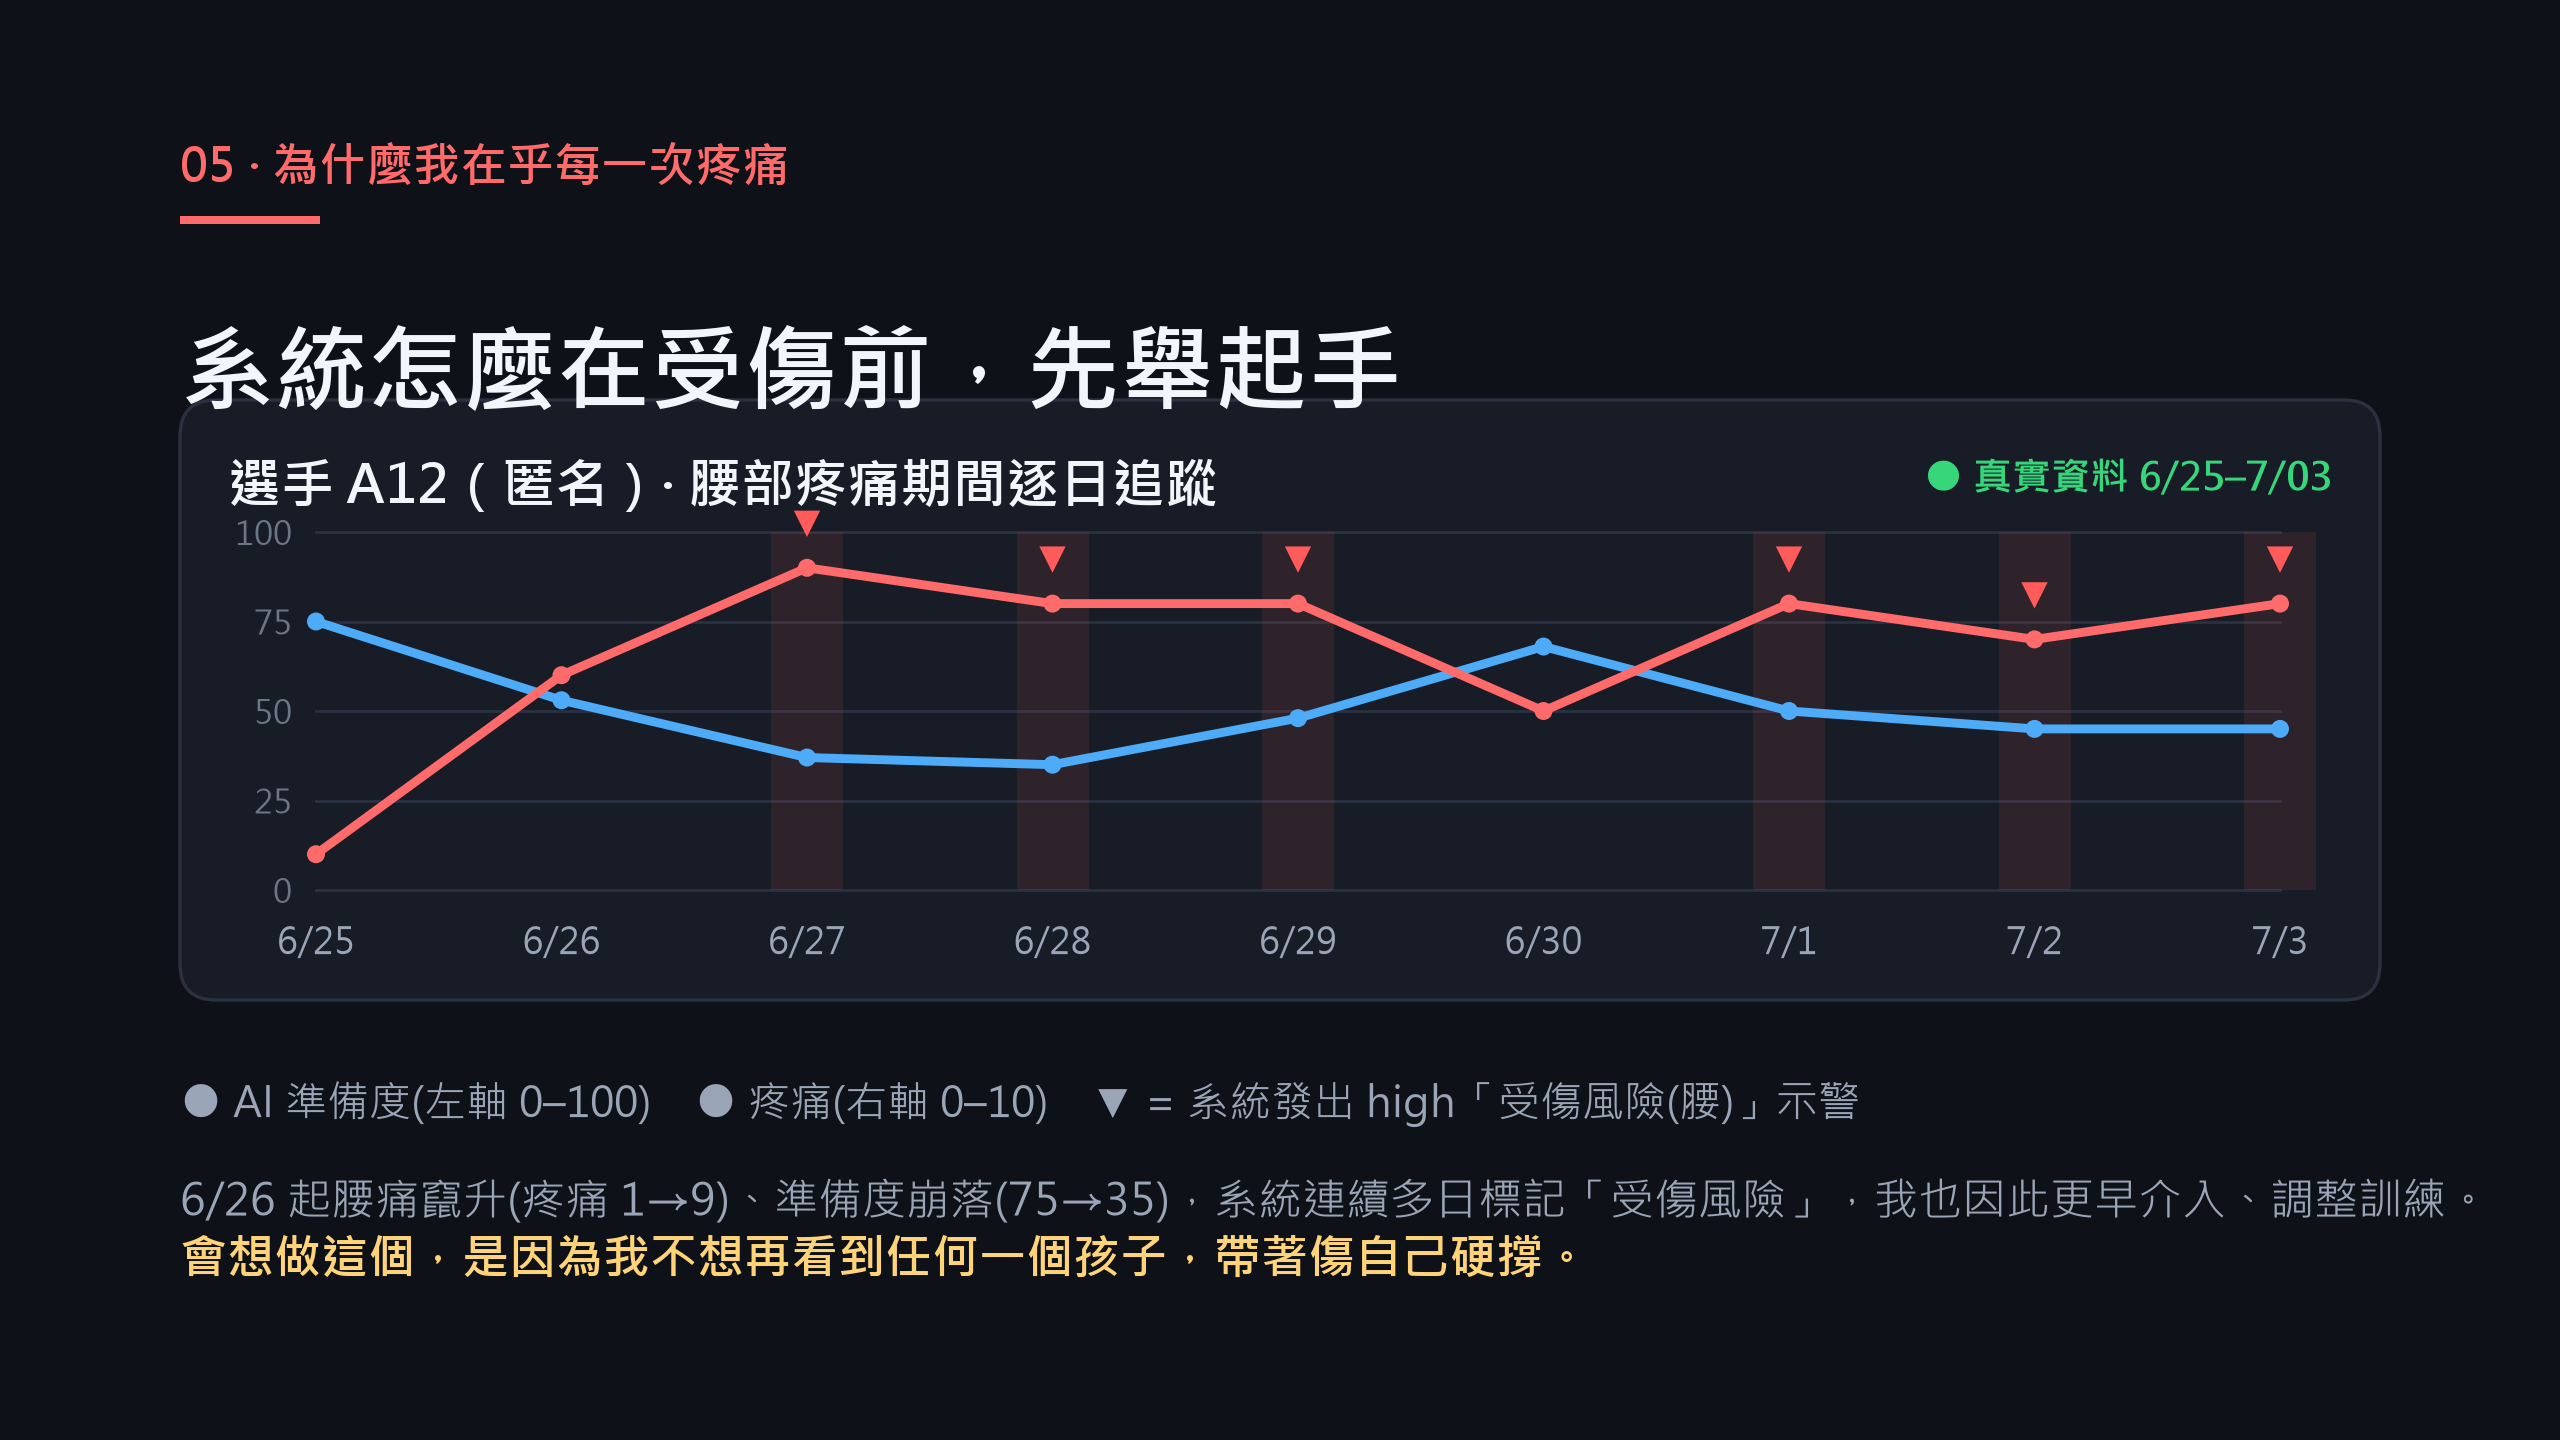 05 · 為什麼我在乎每一次疼痛
系統怎麼在受傷前，先舉起手
選手 A12（匿名）· 腰部疼痛期間逐日追蹤
● 真實資料 6/25–7/03
100
75
50
25
0
6/25 6/26 6/27 6/28 6/29 6/30 7/1 7/2 7/3
● AI 準備度(左軸 0–100) ● 疼痛(右軸 0–10) ▼ = 系統發出 high「受傷風險(腰)」示警
6/26 起腰痛竄升(疼痛 1→9)、準備度崩落(75→35)，系統連續多日標記「受傷風險」，我也因此更早介入、調整訓練。
會想做這個，是因為我不想再看到任何一個孩子，帶著傷自己硬撐。